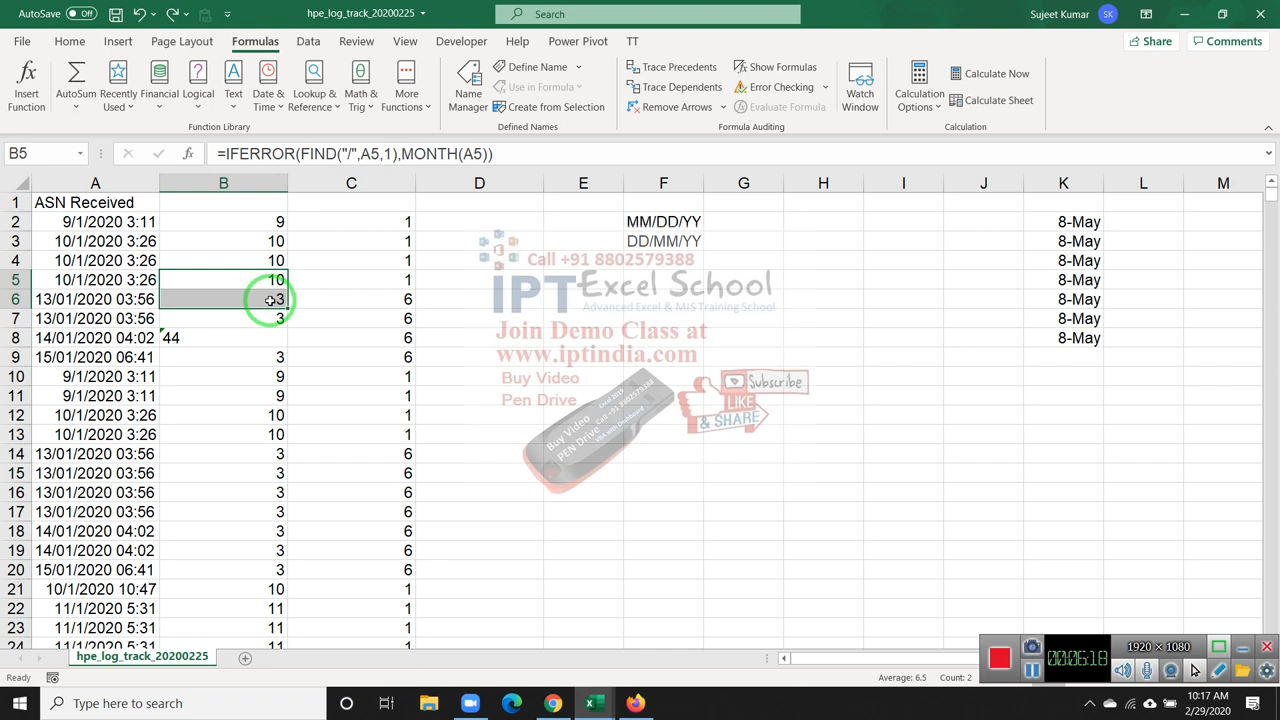 AutoSave Off hpe_log_track_20200225 Search Sujeet Kumar SK
File Home Insert Page Layout Formulas Data Review View Developer Help Power Pivot TT Share Comments
Insert Function AutoSum Recently Used Financial Logical Text Date & Time Lookup & Reference Math & Trig More Functions
Name Manager Define Name Use in Formula Create from Selection
Trace Precedents Trace Dependents Remove Arrows Show Formulas Error Checking Evaluate Formula Watch Window
Calculation Options Calculate Now Calculate Sheet
Function Library Defined Names Formula Auditing Calculation
B5 fx =IFERROR(FIND("/",A5,1),MONTH(A5))
A B C D E F G H I J K L M
1 ASN Received
2 9/1/2020 3:11 9 1 MM/DD/YY 8-May
3 10/1/2020 3:26 10 1 DD/MM/YY 8-May
4 10/1/2020 3:26 10 1 8-May
5 10/1/2020 3:26 10 1 8-May
6 13/01/2020 03:56 3 6 8-May
7 13/01/2020 03:56 3 6 8-May
8 14/01/2020 04:02 44 6 8-May
9 15/01/2020 06:41 3 6
10 9/1/2020 3:11 9 1
11 9/1/2020 3:11 9 1
12 10/1/2020 3:26 10 1
13 10/1/2020 3:26 10 1
14 13/01/2020 03:56 3 6
15 13/01/2020 03:56 3 6
16 13/01/2020 03:56 3 6
17 13/01/2020 03:56 3 6
18 14/01/2020 04:02 3 6
19 14/01/2020 04:02 3 6
20 15/01/2020 06:41 3 6
21 10/1/2020 10:47 10 1
22 11/1/2020 5:31 11 1
23 11/1/2020 5:31 11 1
24 11/1/2020 5:31 11 1
Call +91 8802579388
IPT Excel School
Advanced Excel & MIS Training School
Join Demo Class at
www.iptindia.com
Buy Video
Pen Drive
Buy Video
PEN Drive
Call +91 8802579388
Subscribe
LIKE
& SHARE
hpe_log_track_20200225
Ready Average: 6.5 Count: 2
1920 × 1080
00:06:18
Type here to search
10:17 AM
2/29/2020